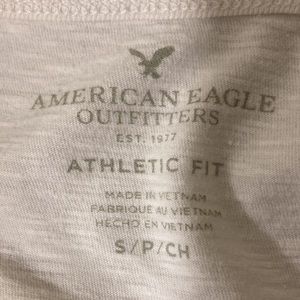 AMERICAN EAGLE
OUTFITTERS
EST. 1977
ATHLETIC FIT
MADE IN VIETNAM
FABRIQUE AU VIETNAM
HECHO EN VIETNAM
S/P/CH